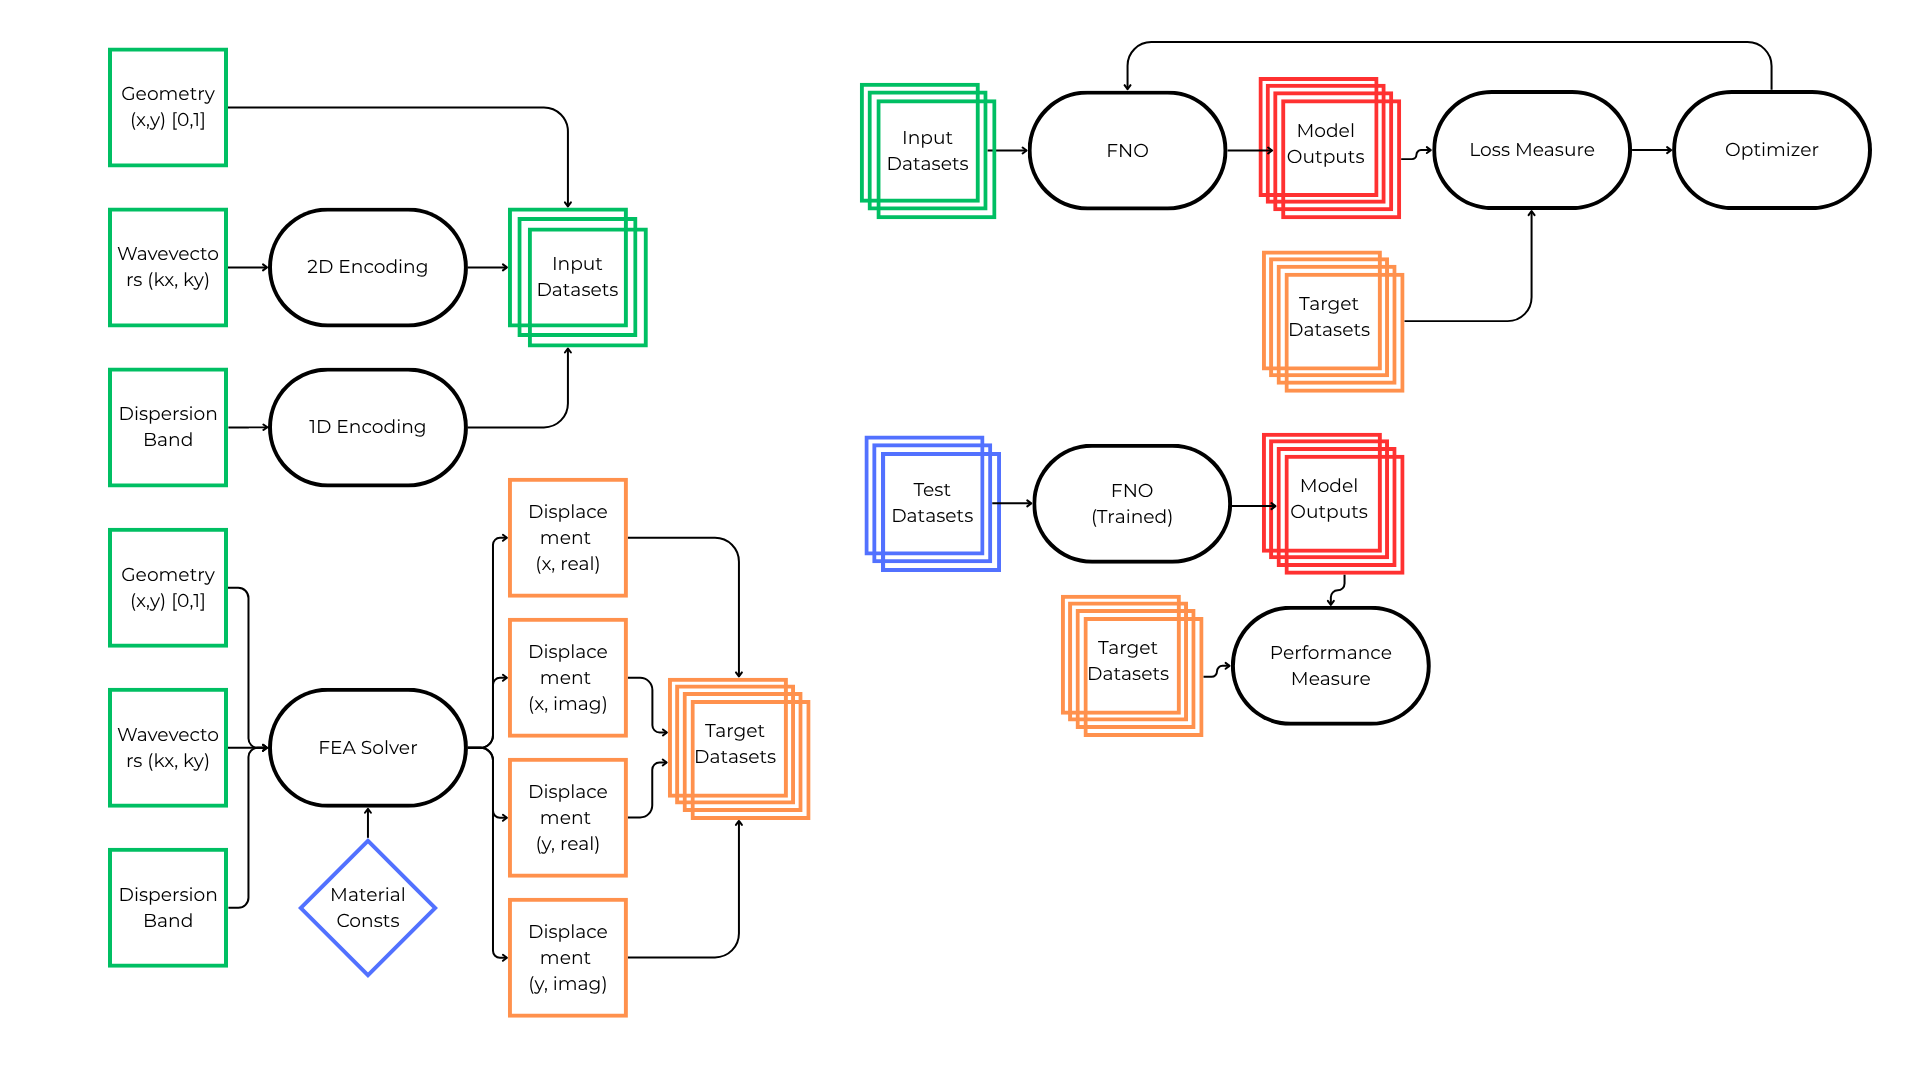 Geometry
(x,y) [0,1]
Wavevecto
rs (kx, ky)
2D Encoding
Input
Datasets
Dispersion
Band
1D Encoding
Geometry
(x,y) [0,1]
Wavevecto
rs (kx, ky)
Dispersion
Band
FEA Solver
Material
Consts
Displace
ment
(x, real)
Displace
ment
(x, imag)
Displace
ment
(y, real)
Displace
ment
(y, imag)
Target
Datasets
Input
Datasets
FNO
Model
Outputs
Loss Measure
Optimizer
Target
Datasets
Test
Datasets
FNO
(Trained)
Model
Outputs
Target
Datasets
Performance
Measure